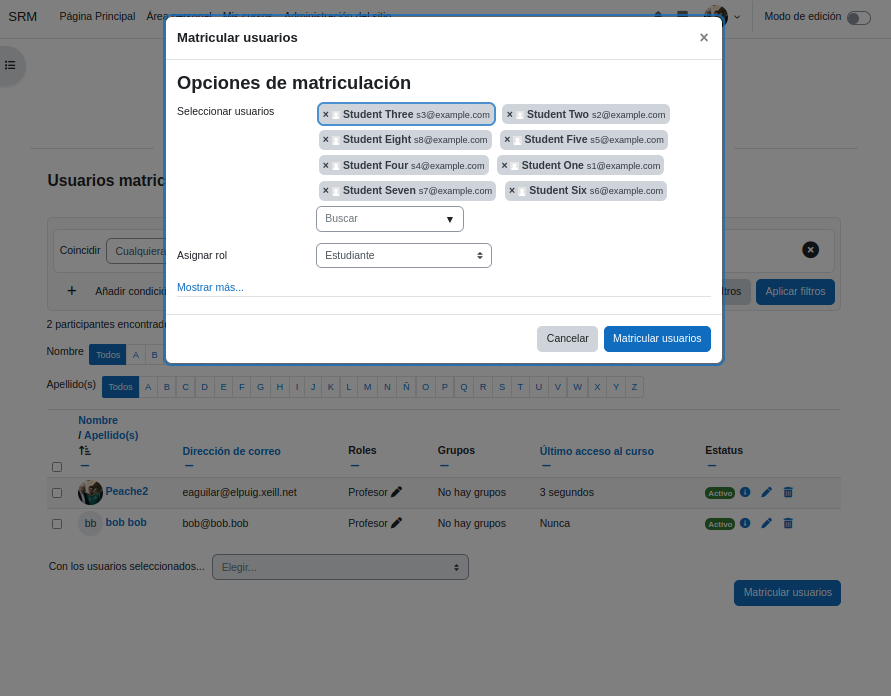 SRM Página Principal Área personal Mis cursos Administración del sitio Modo de edición
Matricular usuarios ×
Opciones de matriculación
Seleccionar usuarios
× Student Three s3@example.com × Student Two s2@example.com
× Student Eight s8@example.com × Student Five s5@example.com
× Student Four s4@example.com × Student One s1@example.com
× Student Seven s7@example.com × Student Six s6@example.com
Buscar ▼
Asignar rol Estudiante
Mostrar más...
Cancelar Matricular usuarios
Usuarios matric
Coincidir Cualquiera
+ Añadir condició ltros Aplicar filtros
2 participantes encontrad
Nombre Todos A B
Apellido(s) Todos A B C D E F G H I J K L M N Ñ O P Q R S T U V W X Y Z
Nombre
/ Apellido(s) Dirección de correo Roles Grupos Último acceso al curso Estatus
Peache2 eaguilar@elpuig.xeill.net Profesor No hay grupos 3 segundos Activo
bb bob bob bob@bob.bob Profesor No hay grupos Nunca Activo
Con los usuarios seleccionados... Elegir...
Matricular usuarios